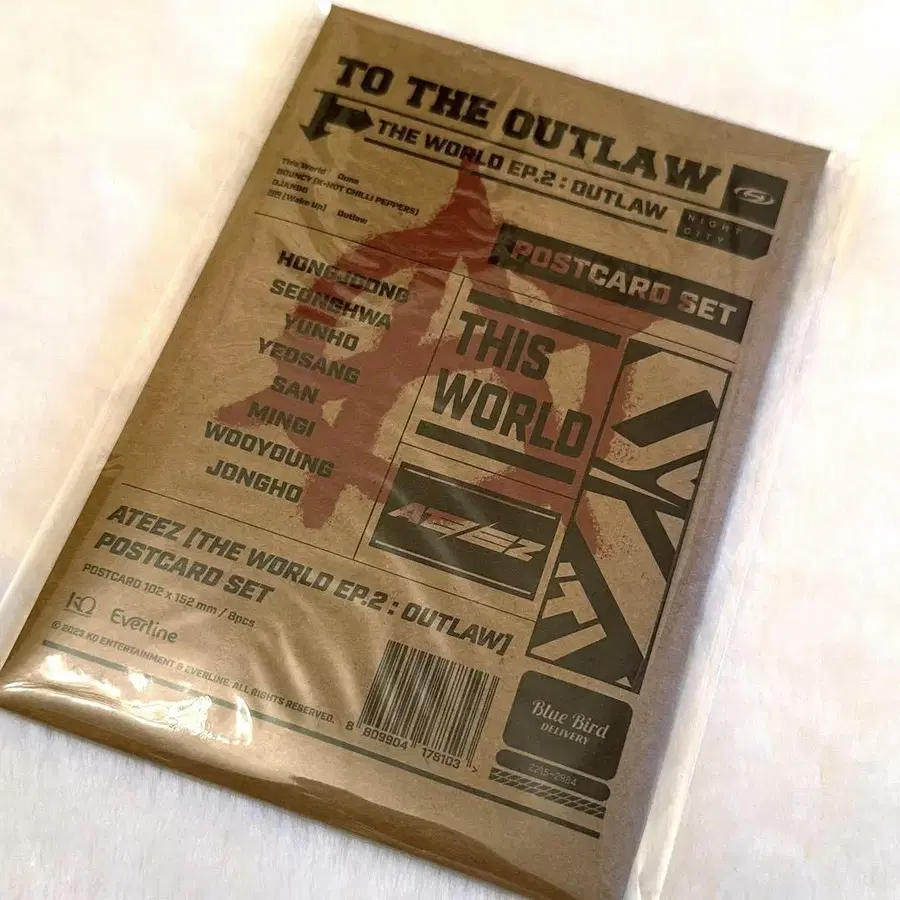 TO THE OUTLAW
THE WORLD EP.2 : OUTLAW
NIGHT
CITY
This World Dune
BOUNCY (K-HOT CHILLI PEPPERS)
DJANGO
Wake Up] Outlaw
POSTCARD SET
HONGJOONG
SEONGHWA
YUNHO
YEOSANG
SAN
MINGI
WOOYOUNG
JONGHO
THIS
WORLD
ATEEZ
ATEEZ [THE WORLD EP.2 : OUTLAW]
POSTCARD SET
POSTCARD 102 x 152 mm / 8pcs
KQ Everline
© 2023 KQ ENTERTAINMENT & EVERLINE. ALL RIGHTS RESERVED.
8 809904 178103 >
Blue Bird
DELIVERY